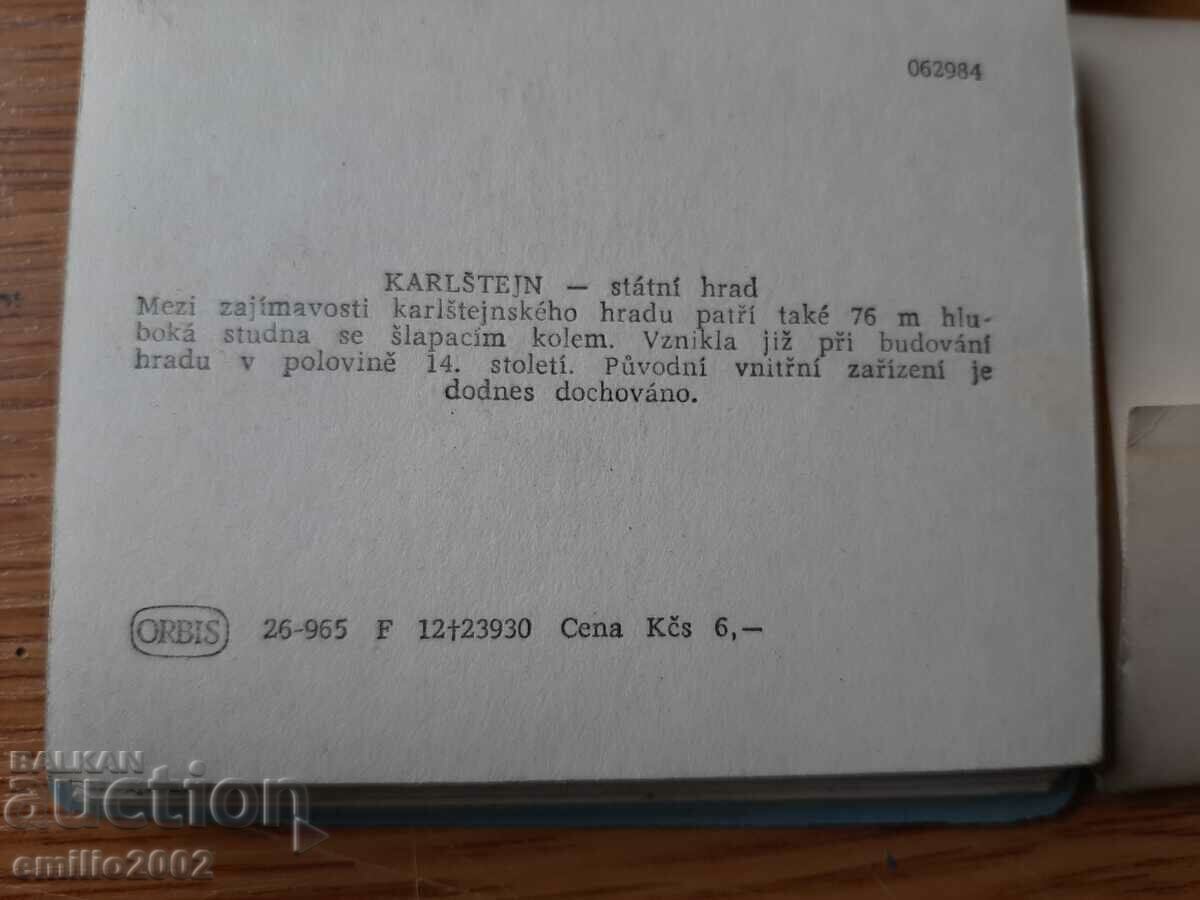 062984
KARLŠTEJN — státní hrad
Mezi zajímavosti karlštejnského hradu patří také 76 m hlu-
boká studna se šlapacím kolem. Vznikla již při budování
hradu v polovině 14. století. Původní vnitřní zařízení je
dodnes dochováno.
ORBIS 26-965 F 12†23930 Cena Kčs 6,—
BALKAN
auction
emilio2002